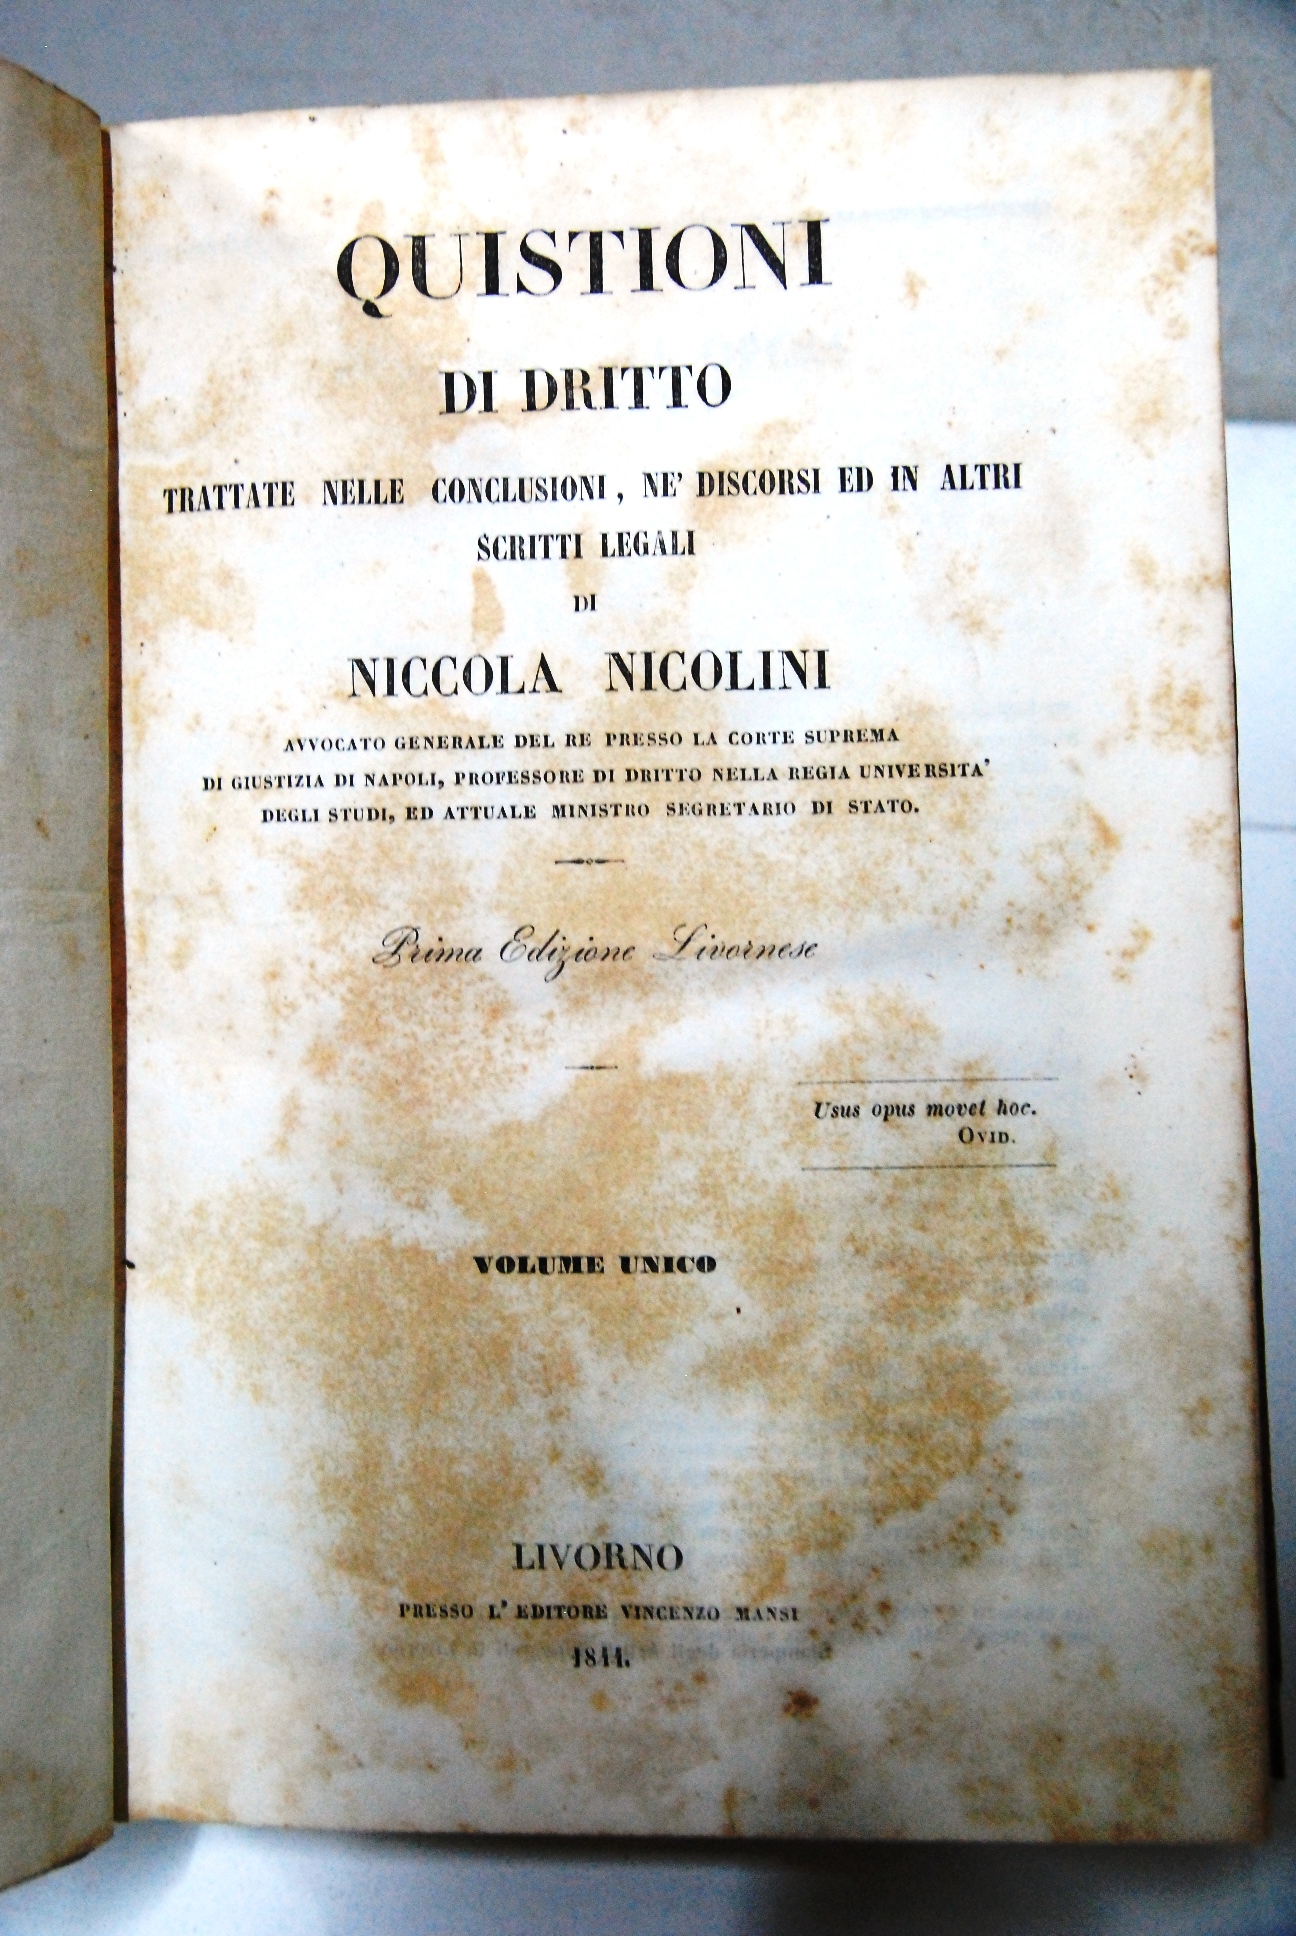 QUISTIONI
DI DRITTO
TRATTATE NELLE CONCLUSIONI, NE' DISCORSI ED IN ALTRI
SCRITTI LEGALI
DI
NICCOLA NICOLINI
AVVOCATO GENERALE DEL RE PRESSO LA CORTE SUPREMA
DI GIUSTIZIA DI NAPOLI, PROFESSORE DI DRITTO NELLA REGIA UNIVERSITA'
DEGLI STUDI, ED ATTUALE MINISTRO SEGRETARIO DI STATO.
Prima Edizione Livornese
Usus opus movet hoc.
OVID.
VOLUME UNICO
LIVORNO
PRESSO L' EDITORE VINCENZO MANSI
1844.